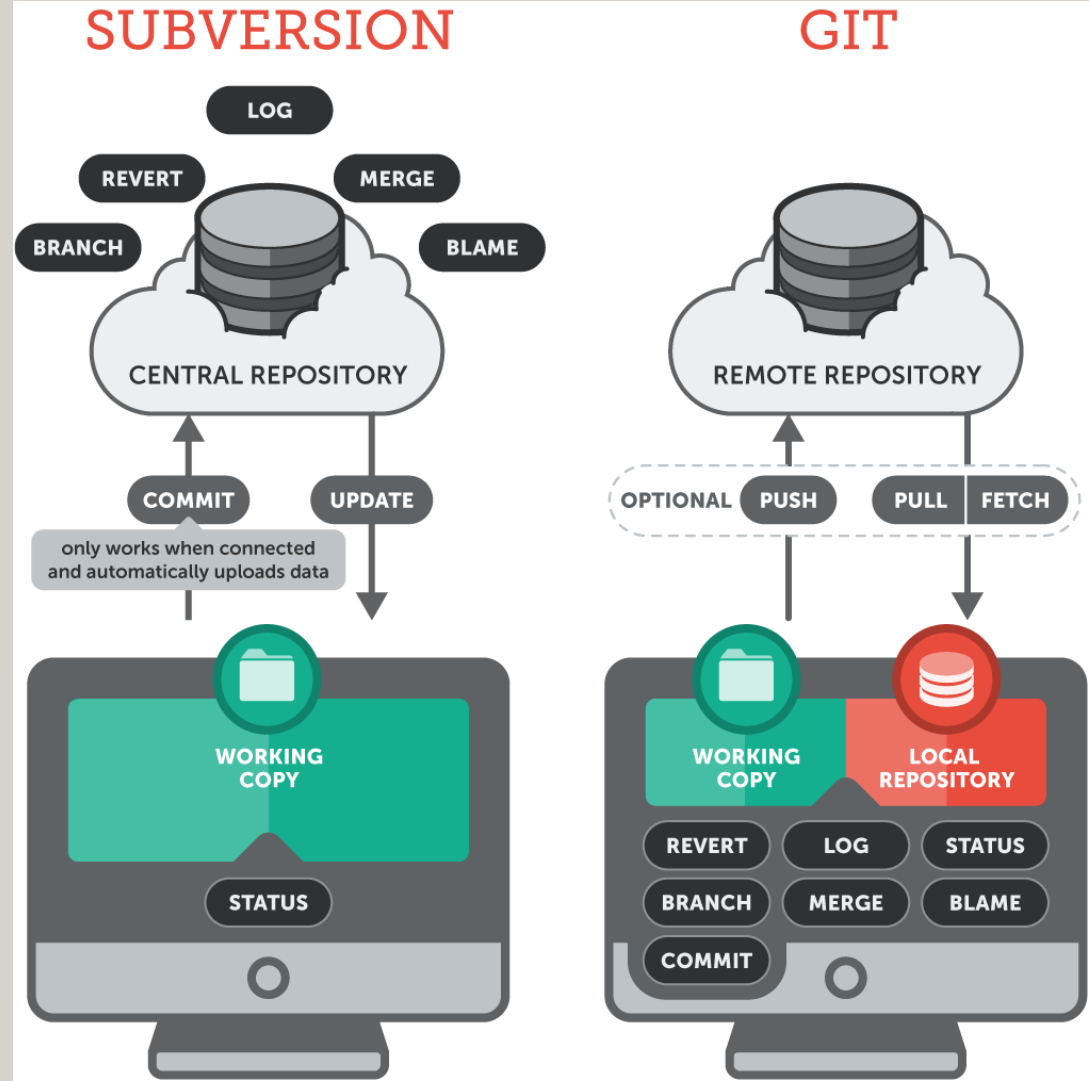 SUBVERSION
LOG
REVERT
MERGE
BRANCH
BLAME
CENTRAL REPOSITORY
COMMIT
UPDATE
only works when connected
and automatically uploads data
WORKING
COPY
STATUS
GIT
REMOTE REPOSITORY
OPTIONAL
PUSH
PULL
FETCH
WORKING
COPY
LOCAL
REPOSITORY
REVERT
LOG
STATUS
BRANCH
MERGE
BLAME
COMMIT